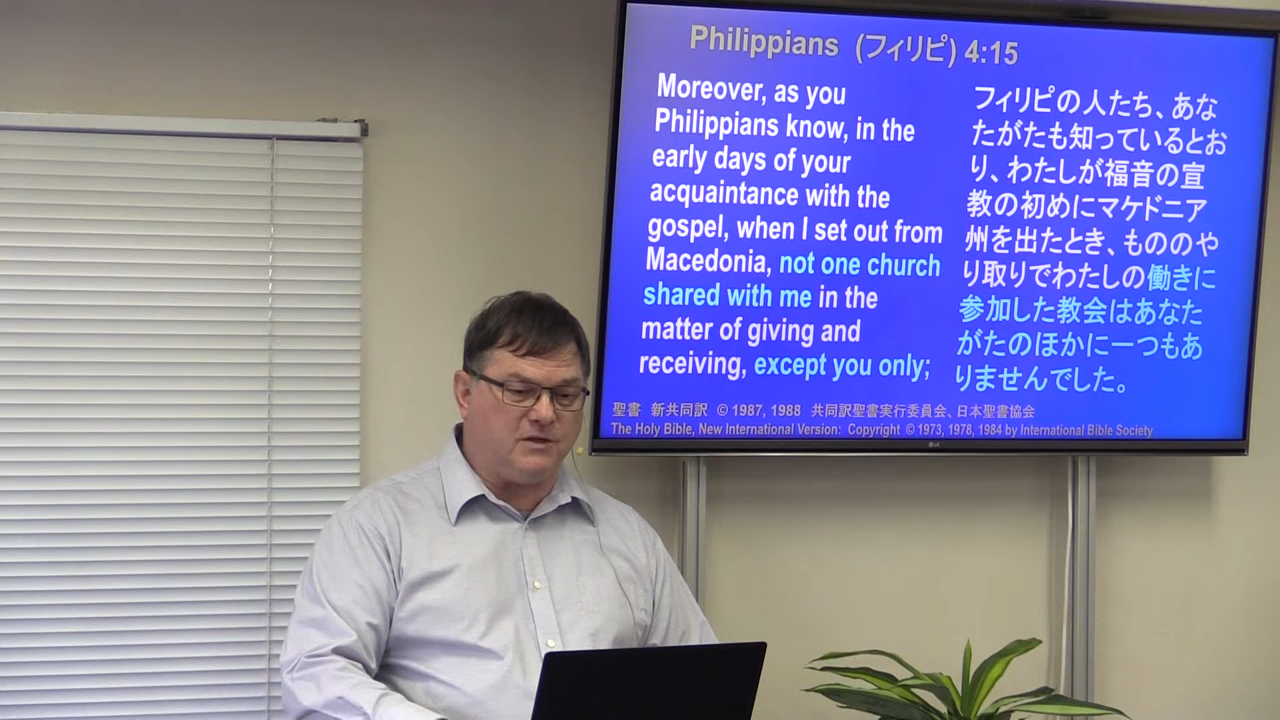 Philippians (フィリピ) 4:15
Moreover, as you
Philippians know, in the
early days of your
acquaintance with the
gospel, when I set out from
Macedonia, not one church
shared with me in the
matter of giving and
receiving, except you only;
フィリピの人たち、あな
たがたも知っているとお
り、わたしが福音の宣
教の初めにマケドニア
州を出たとき、もののや
り取りでわたしの働きに
参加した教会はあなた
がたのほかに一つもあ
りませんでした。
聖書 新共同訳 © 1987, 1988 共同訳聖書実行委員会、日本聖書協会
The Holy Bible, New International Version: Copyright © 1973, 1978, 1984 by International Bible Society
LG